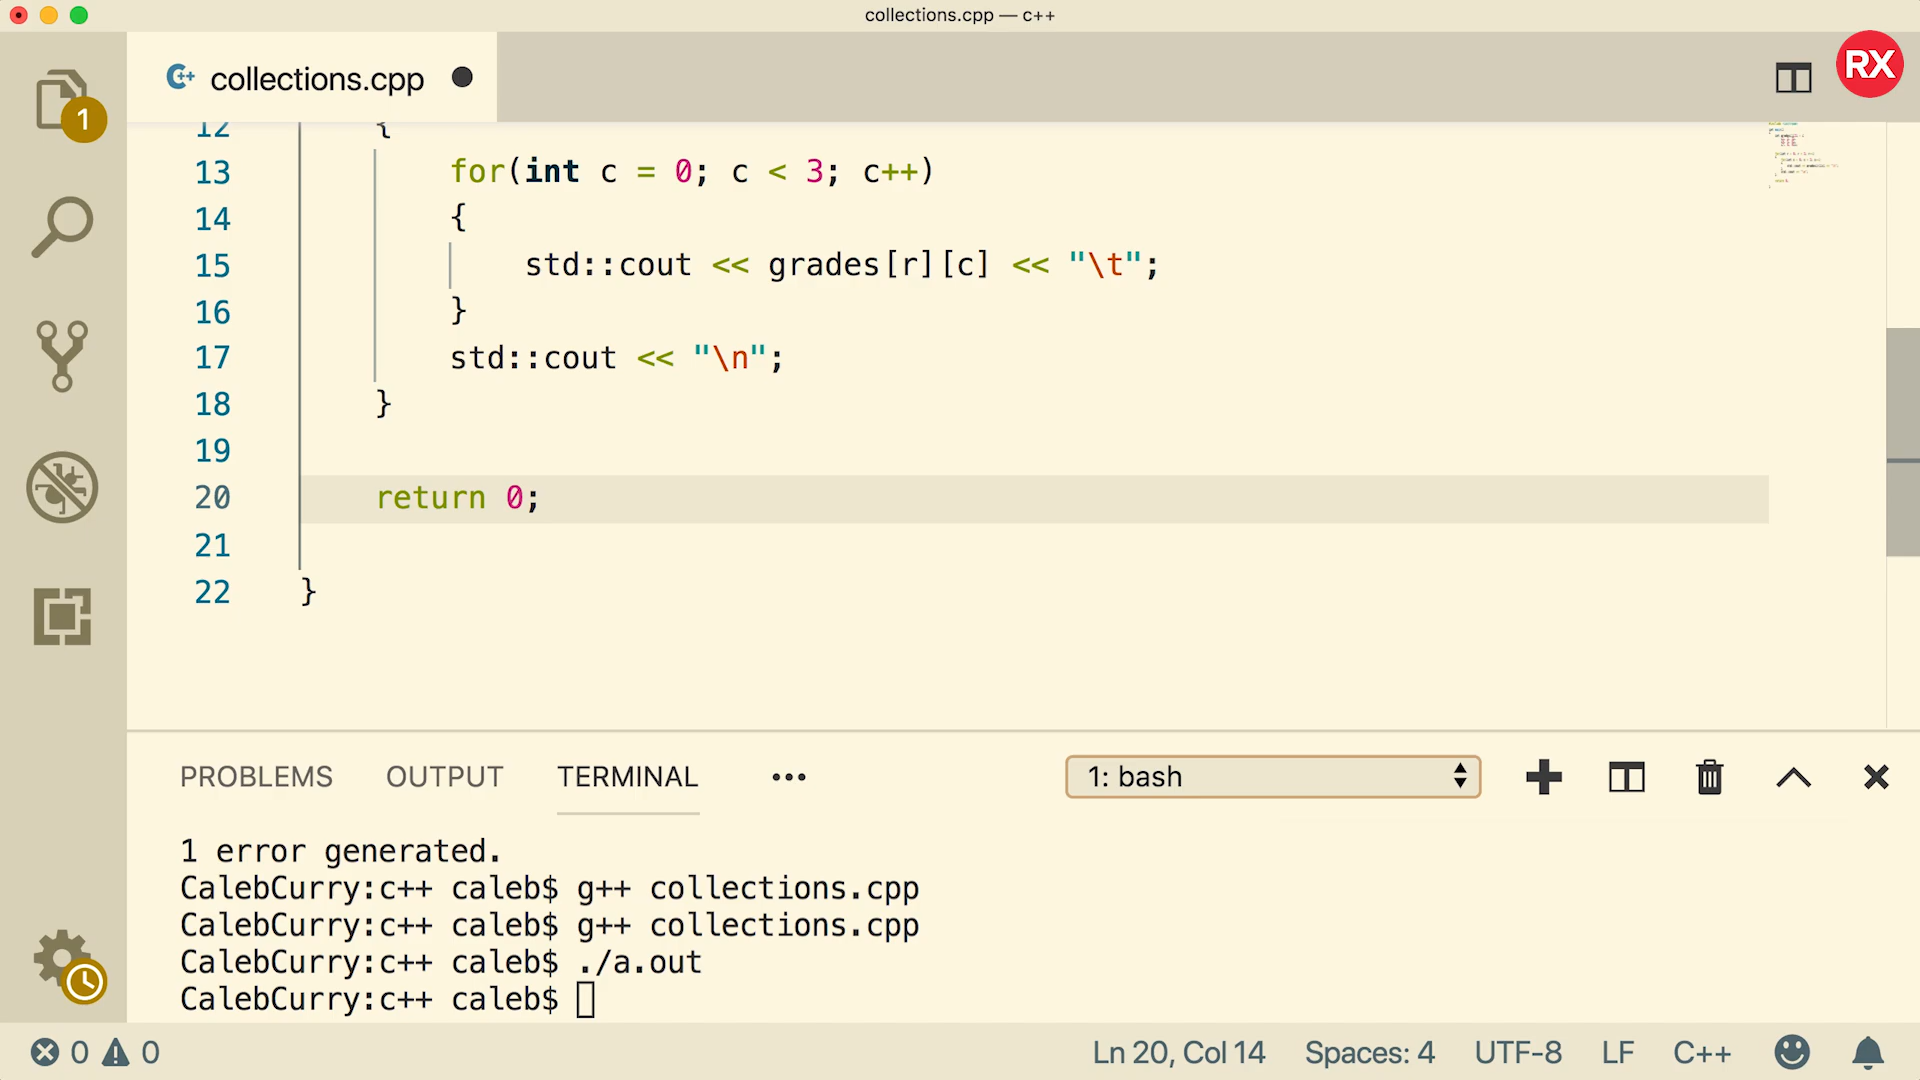 collections.cpp — c++
RX
collections.cpp
1
12 {
13 for(int c = 0; c < 3; c++)
14 {
15 std::cout << grades[r][c] << "\t";
16 }
17 std::cout << "\n";
18 }
19
20 return 0;
21
22 }
PROBLEMS OUTPUT TERMINAL ••• 1: bash
1 error generated.
CalebCurry:c++ caleb$ g++ collections.cpp
CalebCurry:c++ caleb$ g++ collections.cpp
CalebCurry:c++ caleb$ ./a.out
CalebCurry:c++ caleb$
0 0 Ln 20, Col 14 Spaces: 4 UTF-8 LF C++